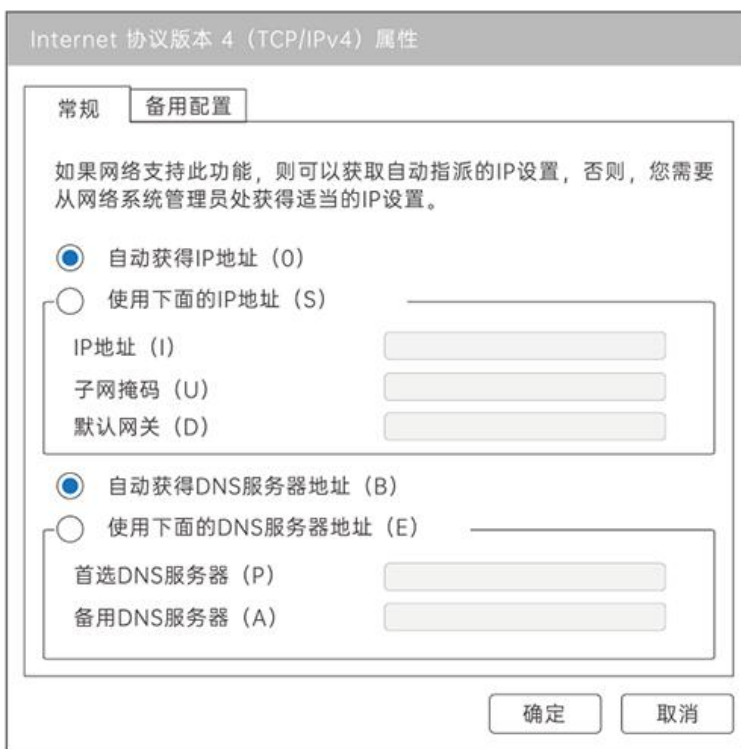 Internet 协议版本 4（TCP/IPv4）属性
常规
备用配置
如果网络支持此功能，则可以获取自动指派的IP设置，否则，您需要
从网络系统管理员处获得适当的IP设置。
自动获得IP地址（0）
使用下面的IP地址（S）
IP地址（I）
子网掩码（U）
默认网关（D）
自动获得DNS服务器地址（B）
使用下面的DNS服务器地址（E）
首选DNS服务器（P）
备用DNS服务器（A）
确定
取消